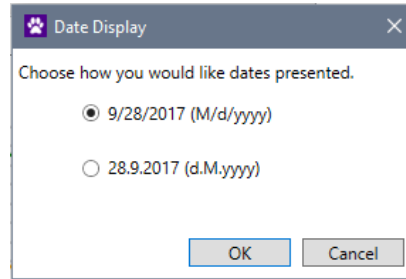 Date Display
Choose how you would like dates presented.
9/28/2017 (M/d/yyyy)
28.9.2017 (d.M.yyyy)
OK Cancel